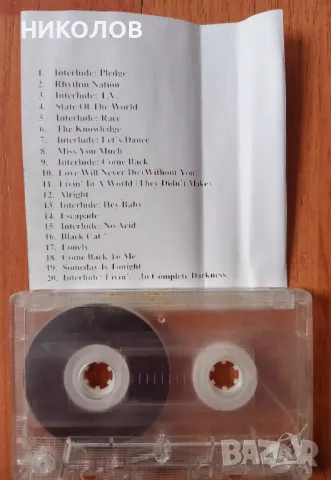 НИКОЛОВ
1. Interlude: Pledge
2. Rhythm Nation
3. Interlude: T.V.
4. State Of The World
5. Interlude: Race
6. The Knowledge
7. Interlude: Let's Dance
8. Miss You Much
9. Interlude: Come Back
10. Love Will Never Do (Without You)
11. Livin' In A World (They Didn't Make)
12. Alright
13. Interlude: Hey Baby
14. Escapade
15. Interlude: No Acid
16. Black Cat
17. Lonely
18. Come Back To Me
19. Someday Is Tonight
20. Interlude: Livin'...In Complete Darkness
BAZAR